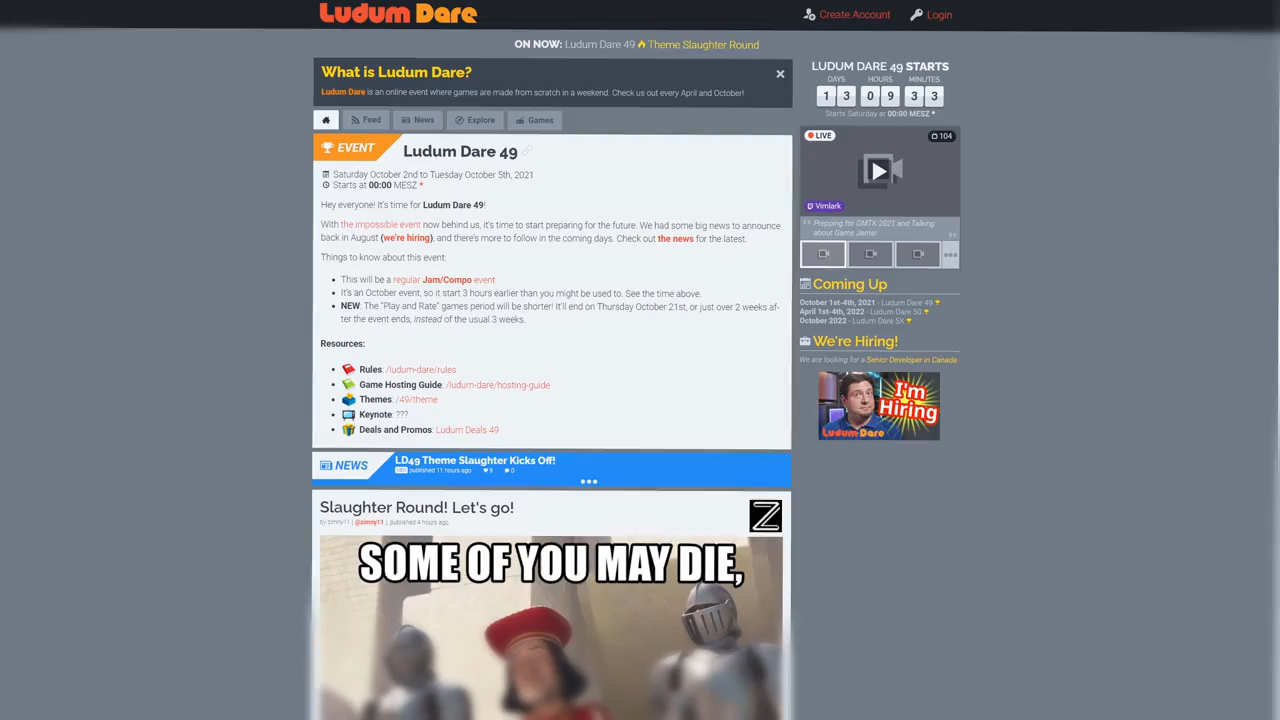 Ludum Dare
Create Account
Login
ON NOW: Ludum Dare 49 Theme Slaughter Round
What is Ludum Dare?
Ludum Dare is an online event where games are made from scratch in a weekend. Check us out every April and October!
Feed
News
Explore
Games
EVENT
Ludum Dare 49
Saturday October 2nd to Tuesday October 5th, 2021
Starts at 00:00 MESZ *
Hey everyone! It's time for Ludum Dare 49!
With the impossible event now behind us, it's time to start preparing for the future. We had some big news to announce
back in August (we're hiring), and there's more to follow in the coming days. Check out the news for the latest.
Things to know about this event:
• This will be a regular Jam/Compo event
• It's an October event, so it start 3 hours earlier than you might be used to. See the time above.
• NEW: The "Play and Rate" games period will be shorter! It'll end on Thursday October 21st, or just over 2 weeks af-
ter the event ends, instead of the usual 3 weeks.
Resources:
• Rules: /ludum-dare/rules
• Game Hosting Guide: /ludum-dare/hosting-guide
• Themes: /49/theme
• Keynote: ???
• Deals and Promos: Ludum Deals 49
NEWS
LD49 Theme Slaughter Kicks Off!
published 11 hours ago 9 0
Slaughter Round! Let's go!
by zimny11 ( @zimny11 ), published 4 hours ago
Z
SOME OF YOU MAY DIE,
LUDUM DARE 49 STARTS
DAYS HOURS MINUTES
13 09 33
Starts Saturday at 00:00 MESZ *
LIVE
104
Vimlark
Prepping for GMTK 2021 and Talking
about Game Jams!
Coming Up
October 1st-4th, 2021 - Ludum Dare 49
April 1st-4th, 2022 - Ludum Dare 50
October 2022 - Ludum Dare 5X
We're Hiring!
We are looking for a Senior Developer in Canada
I'm
Hiring
Ludum Dare